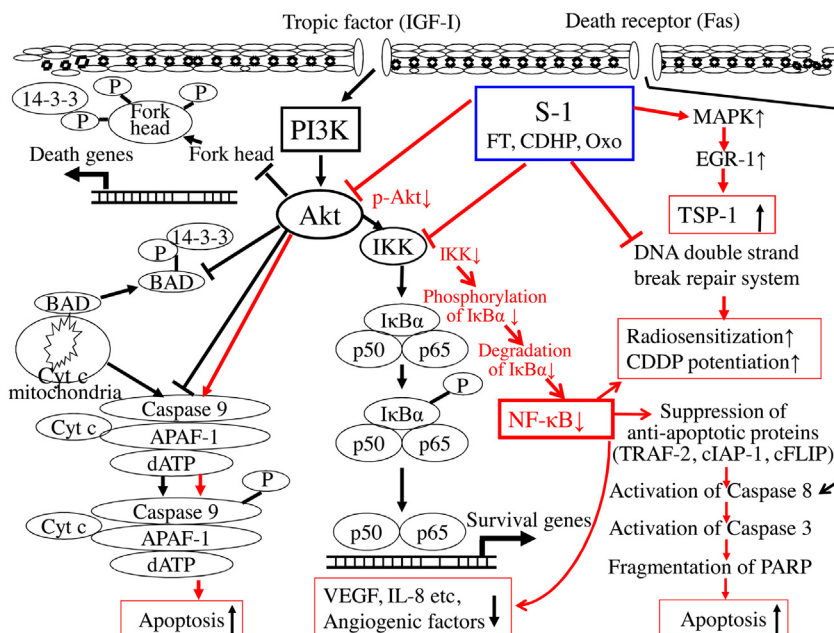 Tropic factor (IGF-I)
Death receptor (Fas)
14-3-3
P
P
P
Fork
head
Fork head
Death genes
PI3K
S-1
FT, CDHP, Oxo
MAPK↑
EGR-1↑
TSP-1 ↑
Akt
p-Akt↓
IKK
IKK↓
DNA double strand
break repair system
14-3-3
P
BAD
BAD
Cyt c
mitochondria
Phosphorylation
of IκBα ↓
Degradation
of IκBα↓
Radiosensitization↑
CDDP potentiation↑
IκBα
p50
p65
P
IκBα
p50
p65
NF-κB↓
Suppression of
anti-apoptotic proteins
(TRAF-2, cIAP-1, cFLIP)
Activation of Caspase 8
Activation of Caspase 3
Fragmentation of PARP
Apoptosis ↑
Caspase 9
Cyt c
APAF-1
dATP
P
Caspase 9
Cyt c
APAF-1
dATP
Apoptosis ↑
p50
p65
Survival genes
VEGF, IL-8 etc,
Angiogenic factors ↓